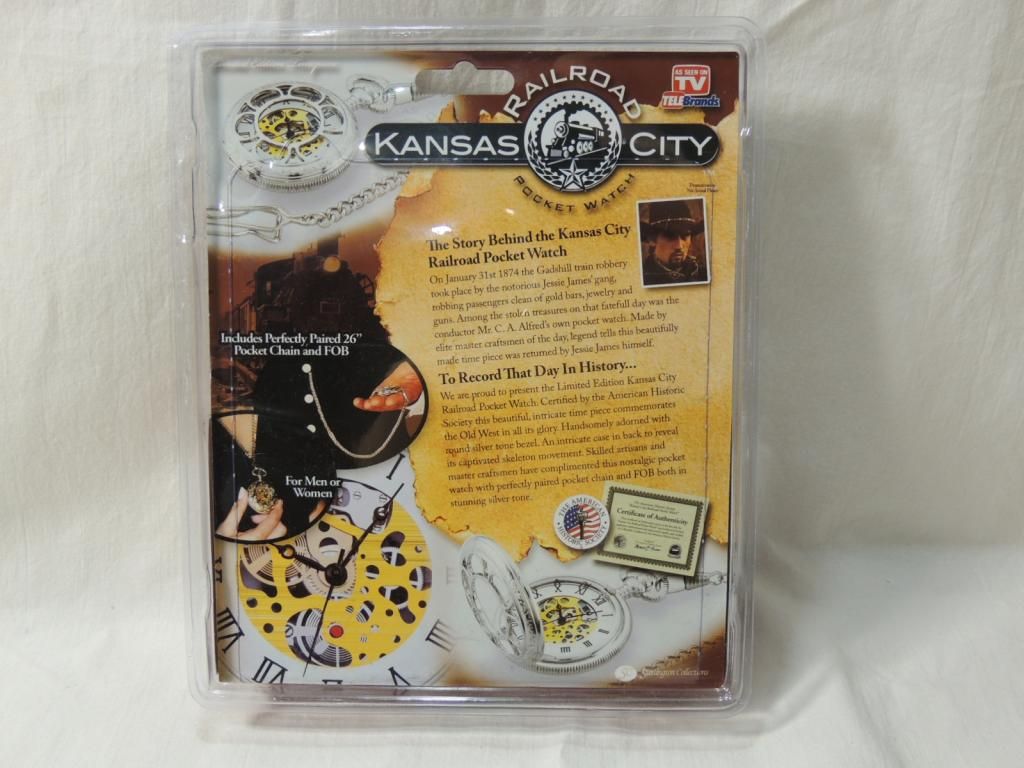 AS SEEN ON
TV
TELEBrands
RAILROAD
KANSAS CITY
POCKET WATCH
The Story Behind the Kansas City
Railroad Pocket Watch
On January 31st 1874 the Gadshill train robbery
took place by the notorious Jessie James' gang,
robbing passengers clean of gold bars, jewelry and
guns. Among the stolen treasures on that fatefull day was the
conductor Mr. C. A. Alfred's own pocket watch. Made by
elite master craftsmen of the day, legend tells this beautifully
made time piece was returned by Jessie James himself.
To Record That Day In History...
We are proud to present the Limited Edition Kansas City
Railroad Pocket Watch. Certified by the American Historic
Society this beautiful, intricate time piece commemorates
the Old West in all its glory. Handsomely adorned with
round silver tone bezel. An intricate case in back to reveal
its captivated skeleton movement. Skilled artisans and
master craftsmen have complimented this nostalgic pocket
watch with perfectly paired pocket chain and FOB both in
stunning silver tone.
Includes Perfectly Paired 26”
Pocket Chain and FOB
For Men or
Women
THE AMERICAN
HISTORIC SOCIETY
Certificate of Authenticity